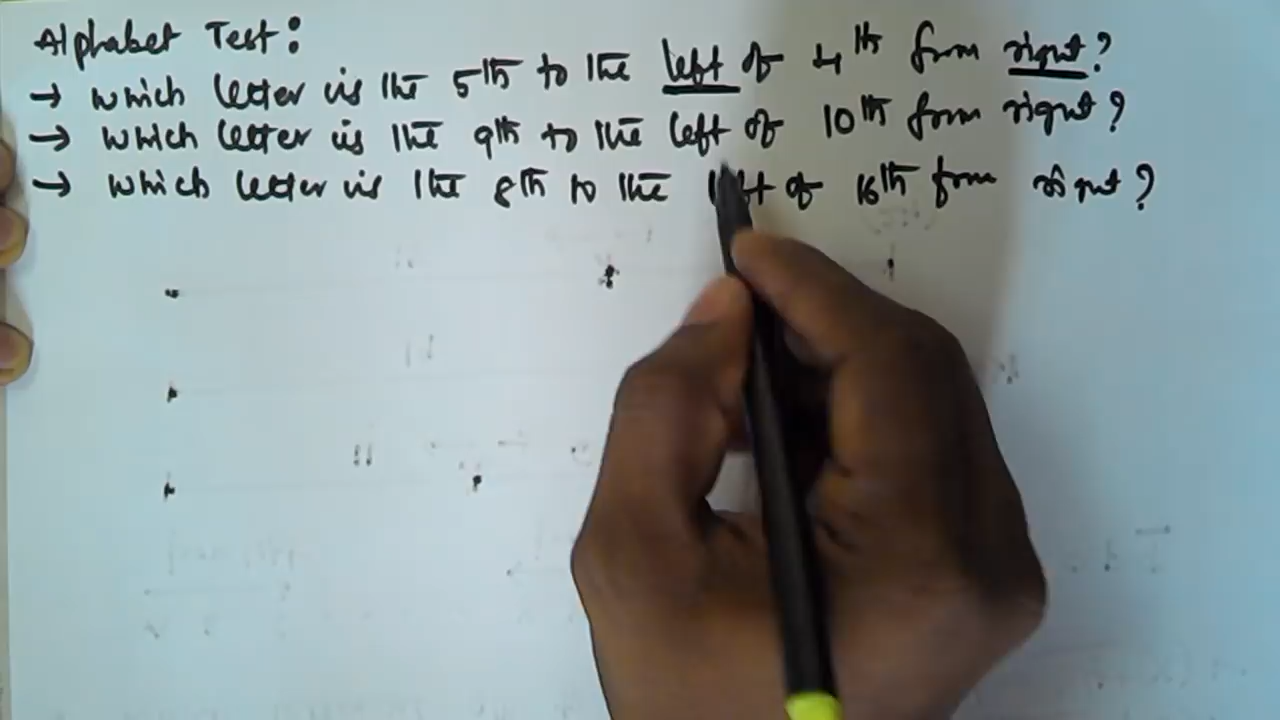 Alphabet Test:
→ which letter is the 5th to the left of 4th from right?
→ which letter is the 9th to the left of 10th from right?
→ which letter is the 8th to the left of 16th from right?